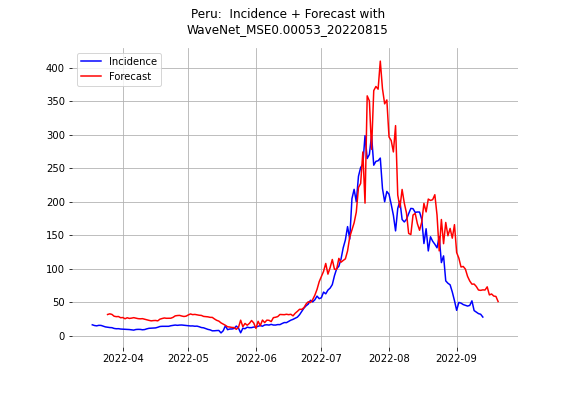 Peru:  Incidence + Forecast with
WaveNet_MSE0.00053_20220815
Incidence
Forecast
400
350
300
250
200
150
100
50
0
2022-04 2022-05 2022-06 2022-07 2022-08 2022-09